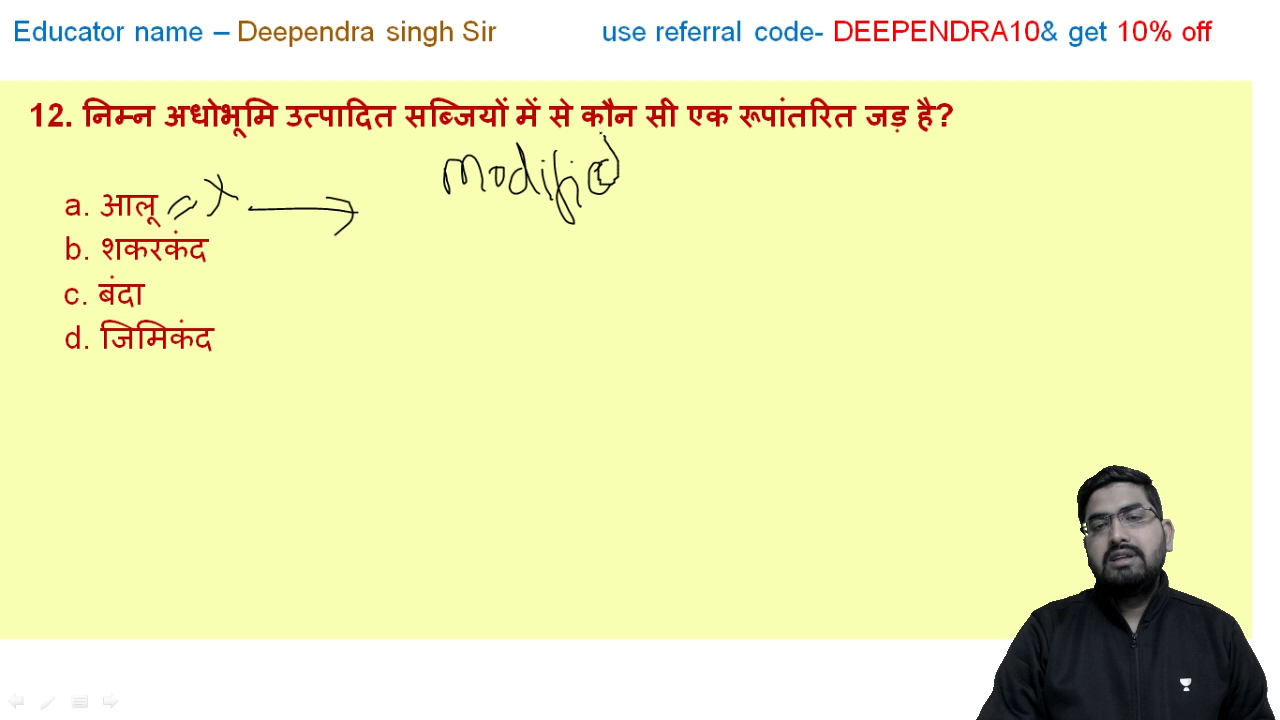 Educator name – Deependra singh Sir use referral code- DEEPENDRA10& get 10% off
12. निम्न अधोभूमि उत्पादित सब्जियों में से कौन सी एक रूपांतरित जड़ है?
modified
a. आलू = X →
b. शकरकंद
c. बंदा
d. जिमिकंद